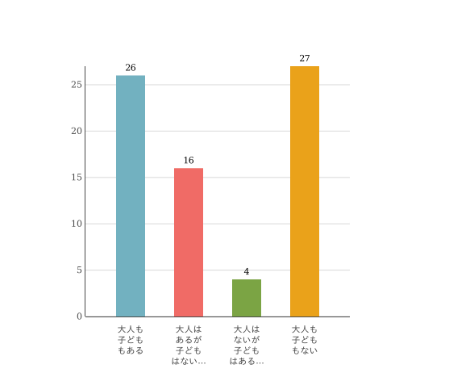 27
26
25
20
16
15
10
5
4
0
大人も
子ども
もある
大人は
あるが
子ども
はない…
大人は
ないが
子ども
はある…
大人も
子ども
もない